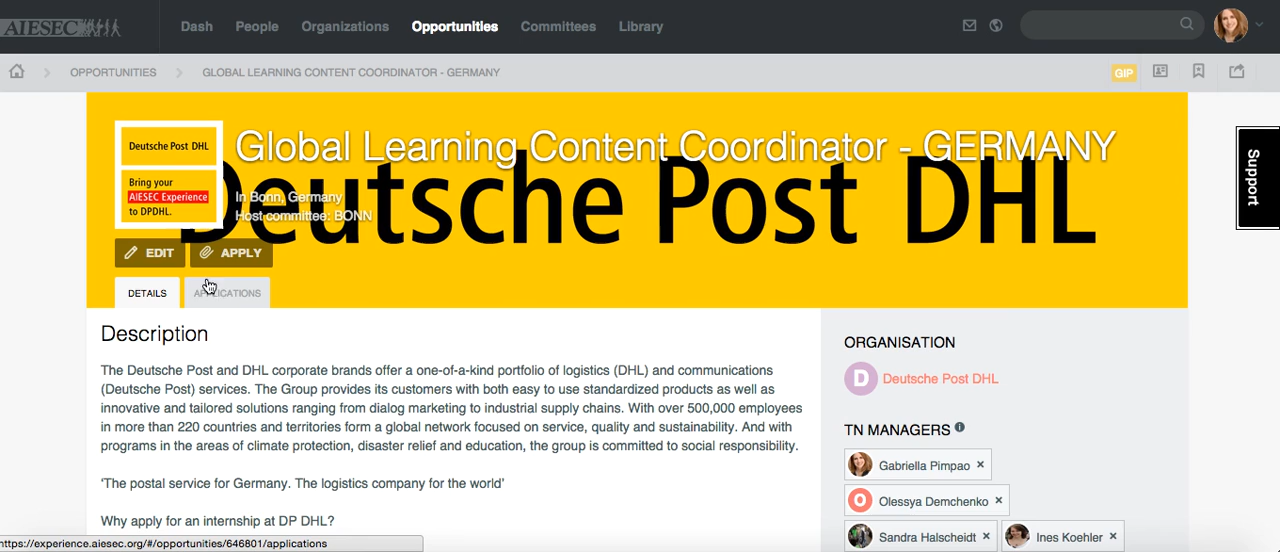 AIESEC Dash People Organizations Opportunities Committees Library
OPPORTUNITIES GLOBAL LEARNING CONTENT COORDINATOR - GERMANY GIP
Deutsche Post DHL
Bring your
AIESEC Experience
to DPDHL.
Global Learning Content Coordinator - GERMANY
In Bonn, Germany
Host committee: BONN
Deutsche Post DHL
Support
EDIT APPLY
DETAILS APPLICATIONS
Description
The Deutsche Post and DHL corporate brands offer a one-of-a-kind portfolio of logistics (DHL) and communications
(Deutsche Post) services. The Group provides its customers with both easy to use standardized products as well as
innovative and tailored solutions ranging from dialog marketing to industrial supply chains. With over 500,000 employees
in more than 220 countries and territories form a global network focused on service, quality and sustainability. And with
programs in the areas of climate protection, disaster relief and education, the group is committed to social responsibility.
'The postal service for Germany. The logistics company for the world'
Why apply for an internship at DP DHL?
ORGANISATION
D Deutsche Post DHL
TN MANAGERS i
Gabriella Pimpao ×
O Olessya Demchenko ×
Sandra Halscheidt × Ines Koehler ×
https://experience.aiesec.org/#/opportunities/646801/applications